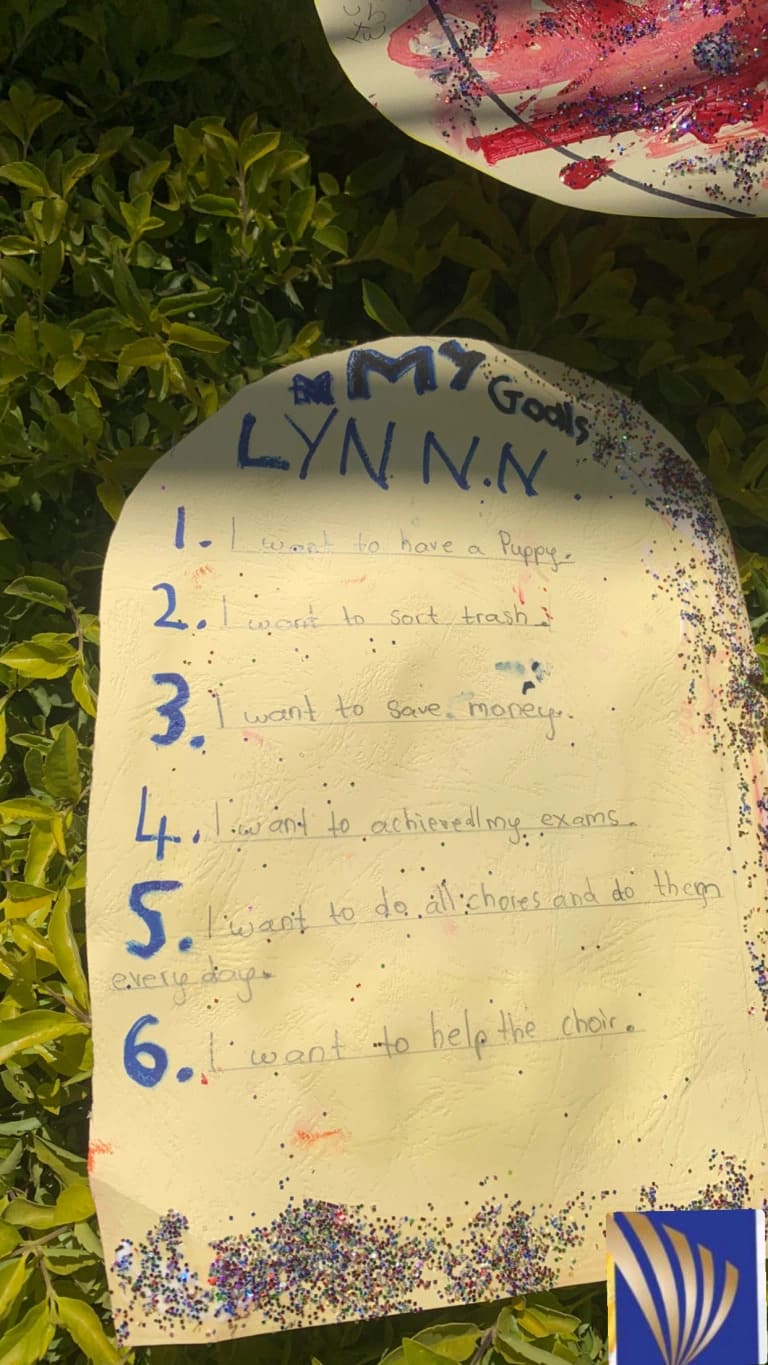 MY Goals
LYN N.N.
1. I want to have a Puppy.
2. I want to sort trash.
3. I want to save money.
4. I want to achieved my exams.
5. I want to do all chores and do them
every day.
6. I want to help the choir.